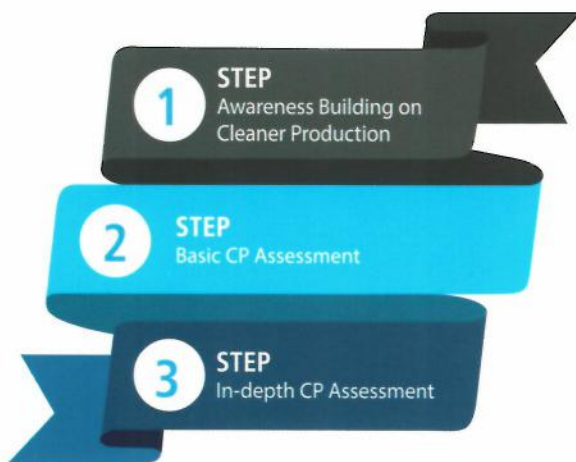 1
STEP
Awareness Building on
Cleaner Production
2
STEP
Basic CP Assessment
3
STEP
In-depth CP Assessment